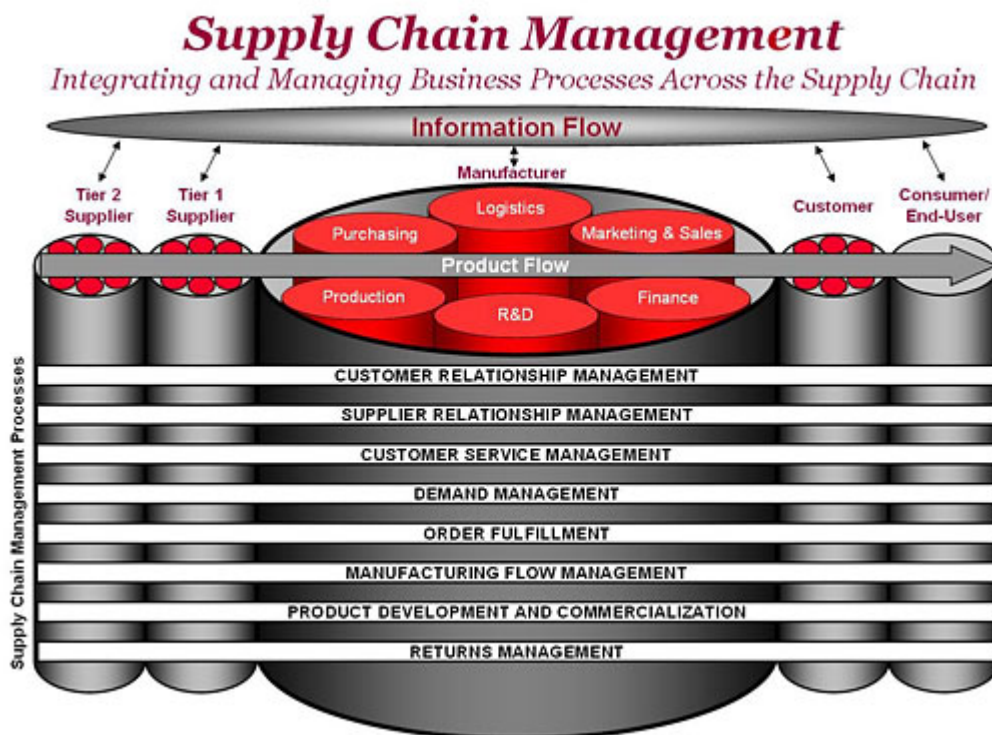 Supply Chain Management
Integrating and Managing Business Processes Across the Supply Chain
Information Flow
Tier 2
Supplier
Tier 1
Supplier
Manufacturer
Customer
Consumer/
End-User
Logistics
Purchasing
Marketing & Sales
Product Flow
Production
R&D
Finance
Supply Chain Management Processes
CUSTOMER RELATIONSHIP MANAGEMENT
SUPPLIER RELATIONSHIP MANAGEMENT
CUSTOMER SERVICE MANAGEMENT
DEMAND MANAGEMENT
ORDER FULFILLMENT
MANUFACTURING FLOW MANAGEMENT
PRODUCT DEVELOPMENT AND COMMERCIALIZATION
RETURNS MANAGEMENT